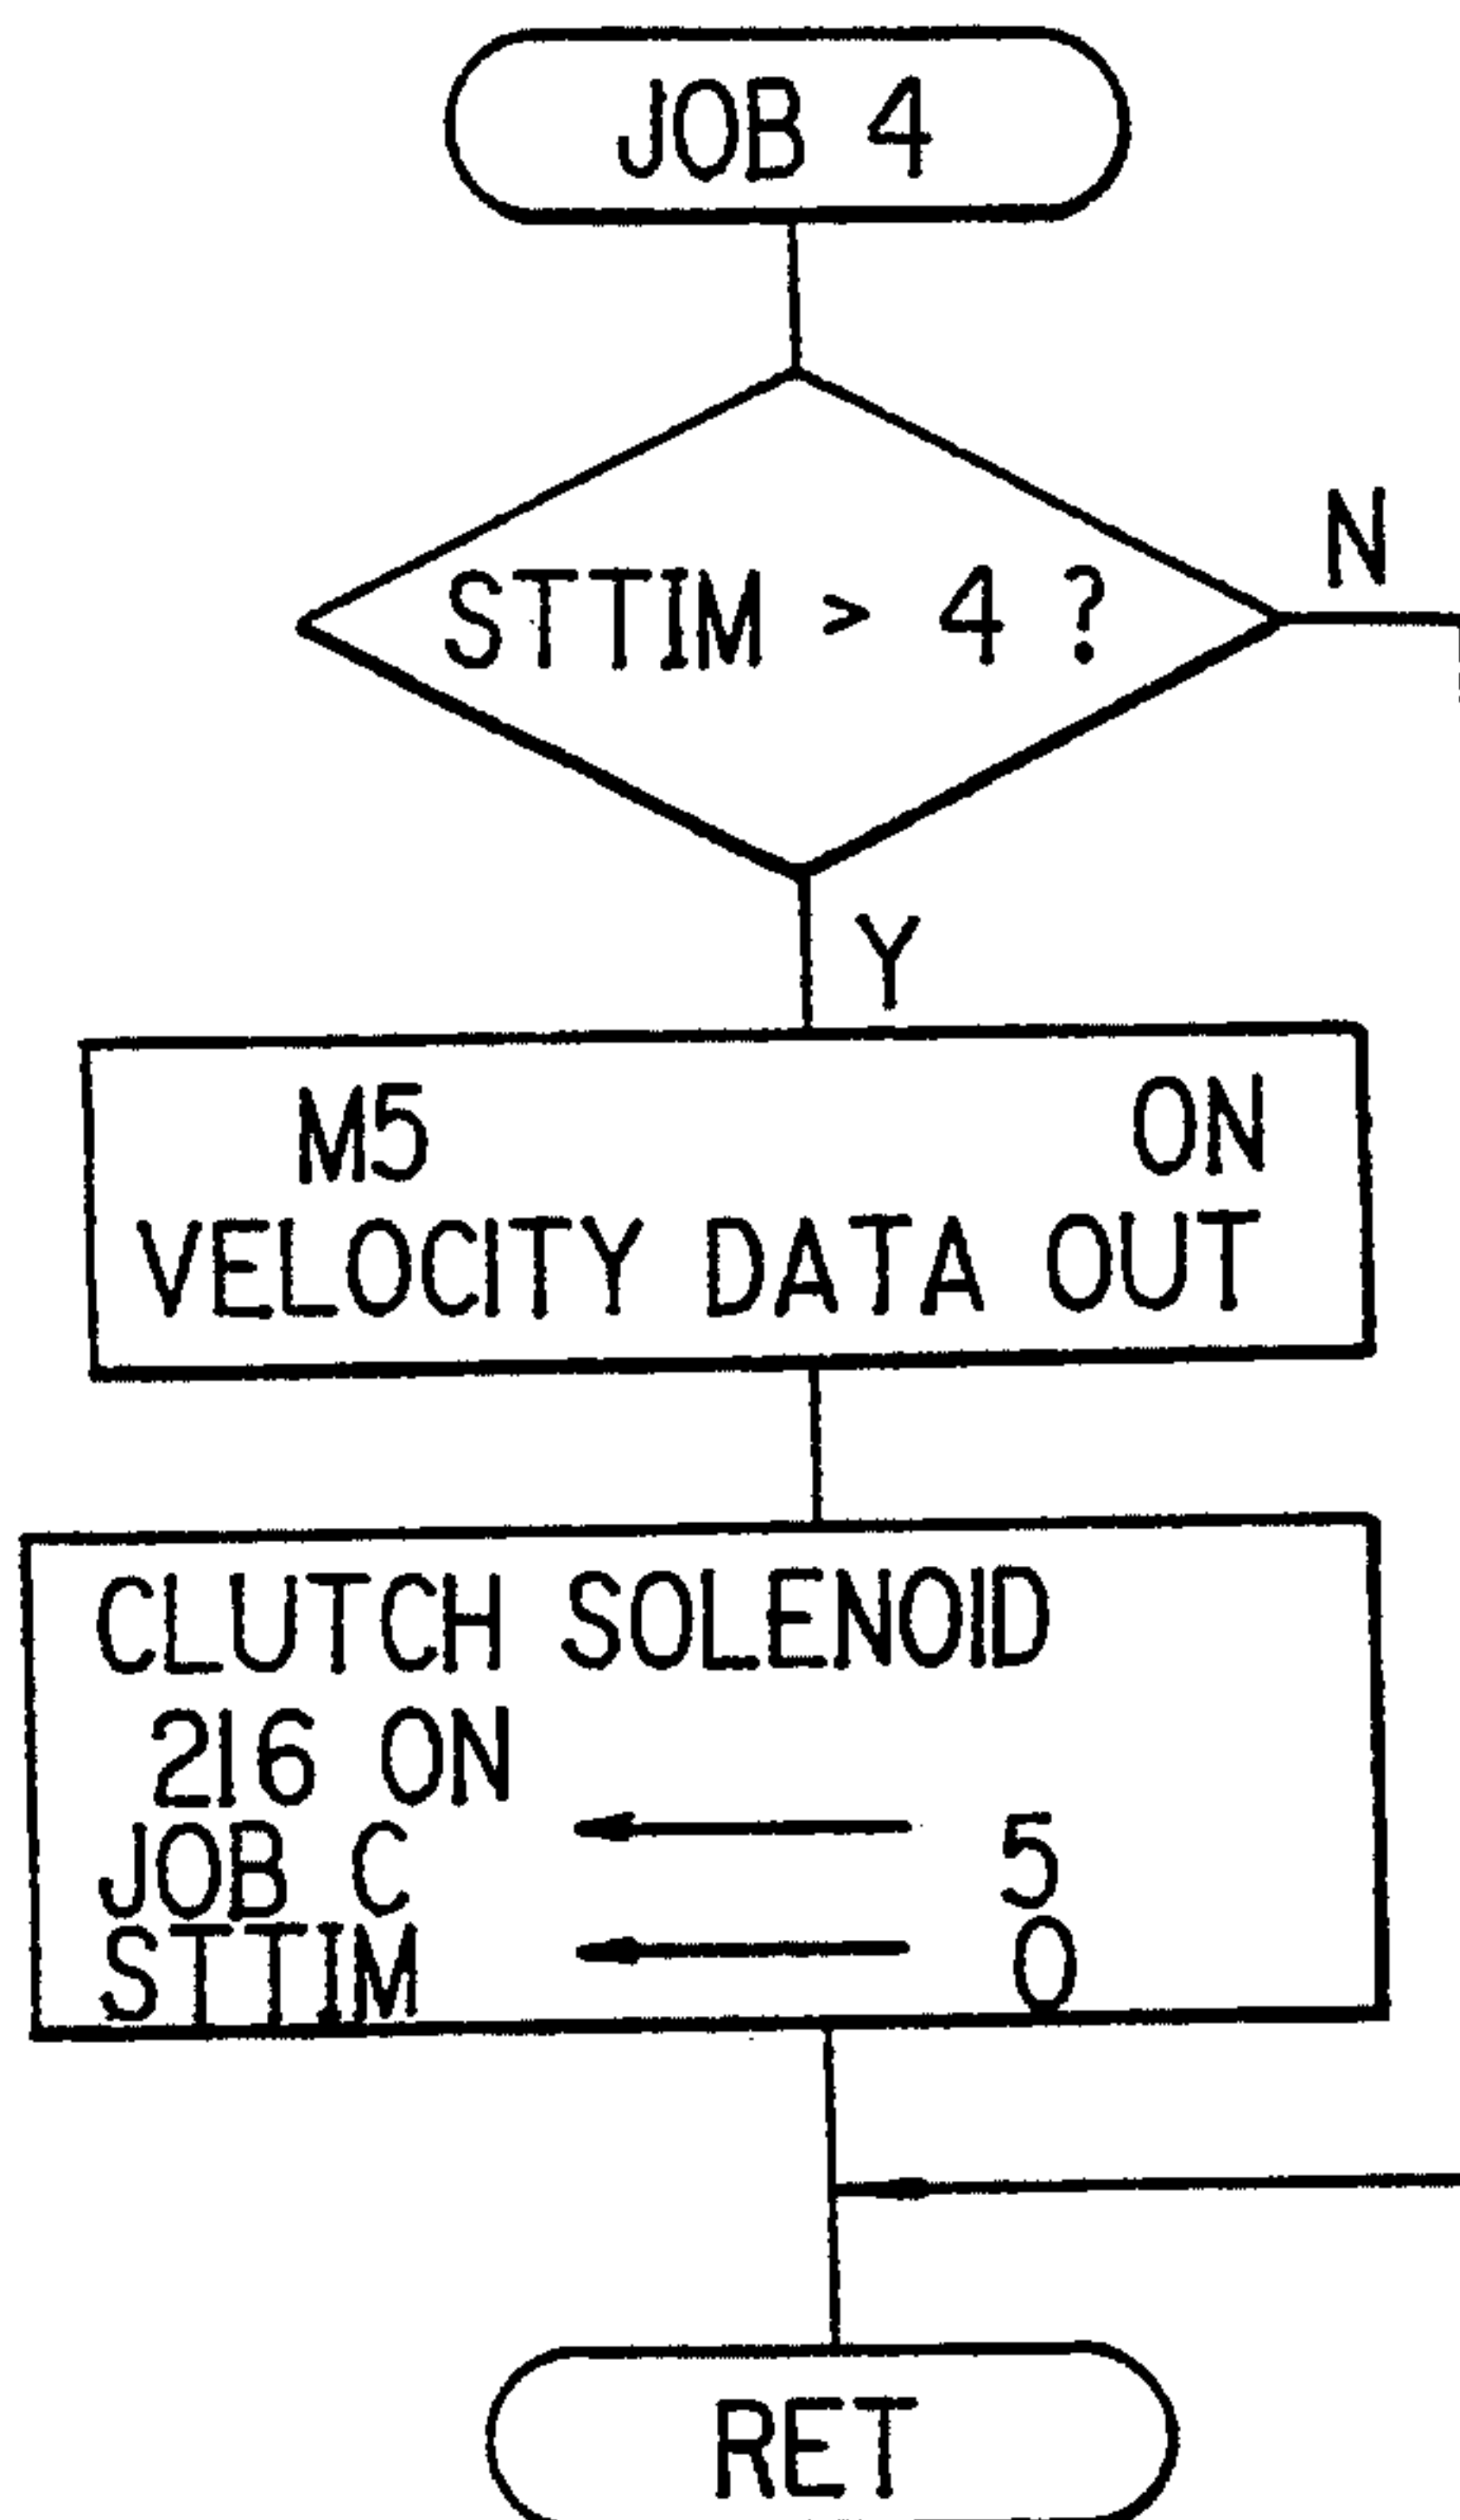 JOB 4
STTIM > 4 ?
N
Y
M5 ON
VELOCITY DATA OUT
CLUTCH SOLENOID
216 ON
JOB C ← 5
STTIM ← 0
RET